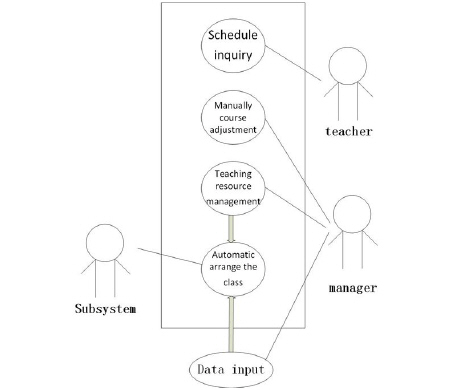 Schedule
inquiry
teacher
Manually
course
adjustment
Teaching
resource
management
manager
Automatic
arrange the
class
Subsystem
Data input